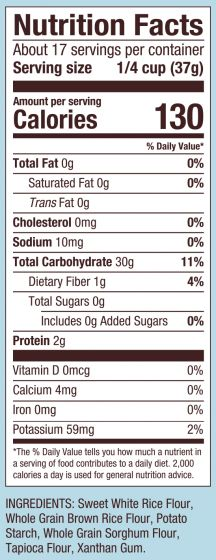 Nutrition Facts
About 17 servings per container
Serving size 1/4 cup (37g)
Amount per serving
Calories 130
% Daily Value*
Total Fat 0g 0%
Saturated Fat 0g 0%
Trans Fat 0g
Cholesterol 0mg 0%
Sodium 10mg 0%
Total Carbohydrate 30g 11%
Dietary Fiber 1g 4%
Total Sugars 0g
Includes 0g Added Sugars 0%
Protein 2g
Vitamin D 0mcg 0%
Calcium 4mg 0%
Iron 0mg 0%
Potassium 59mg 2%
*The % Daily Value tells you how much a nutrient in
a serving of food contributes to a daily diet. 2,000
calories a day is used for general nutrition advice.
INGREDIENTS: Sweet White Rice Flour,
Whole Grain Brown Rice Flour, Potato
Starch, Whole Grain Sorghum Flour,
Tapioca Flour, Xanthan Gum.